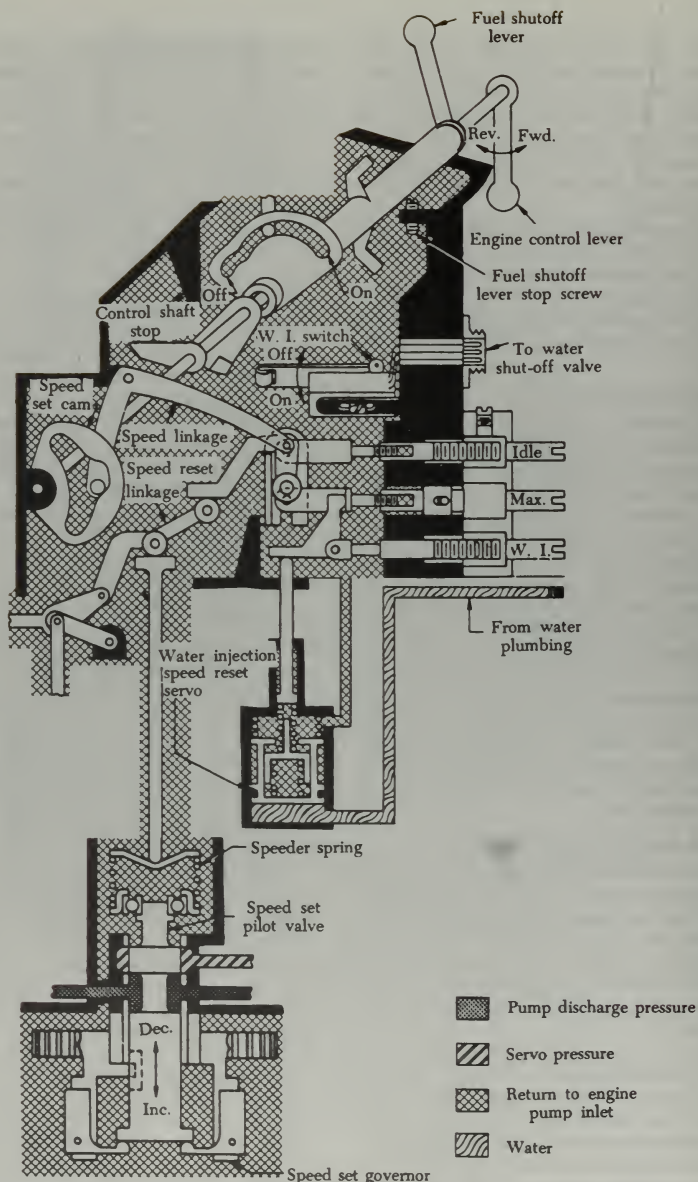 Fuel shutoff
lever
Rev.
Fwd.
Engine control lever
Fuel shutoff
lever stop screw
Off
On
Control shaft
stop
W. I. switch
Off
On
To water
shut-off valve
Speed
set cam
Speed linkage
Speed reset
linkage
Idle
Max.
W. I.
From water
plumbing
Water injection
speed reset
servo
Speeder spring
Speed set
pilot valve
Dec.
Inc.
Speed set governor
Pump discharge pressure
Servo pressure
Return to engine
pump inlet
Water